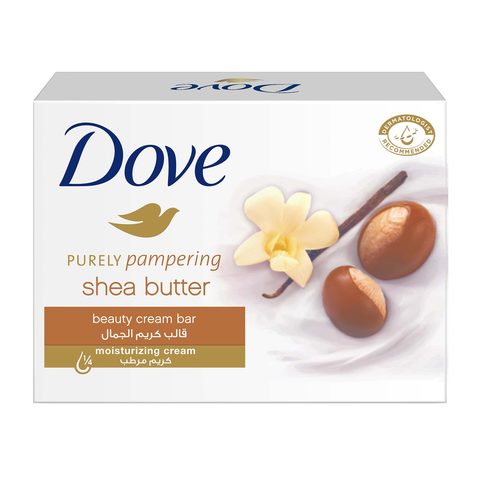 Dove
Dove
DERMATOLOGIST
RECOMMENDED
PURELY pampering
shea butter
beauty cream bar
قالب كريم الجمال
¼ moisturizing cream
كريم مرطب